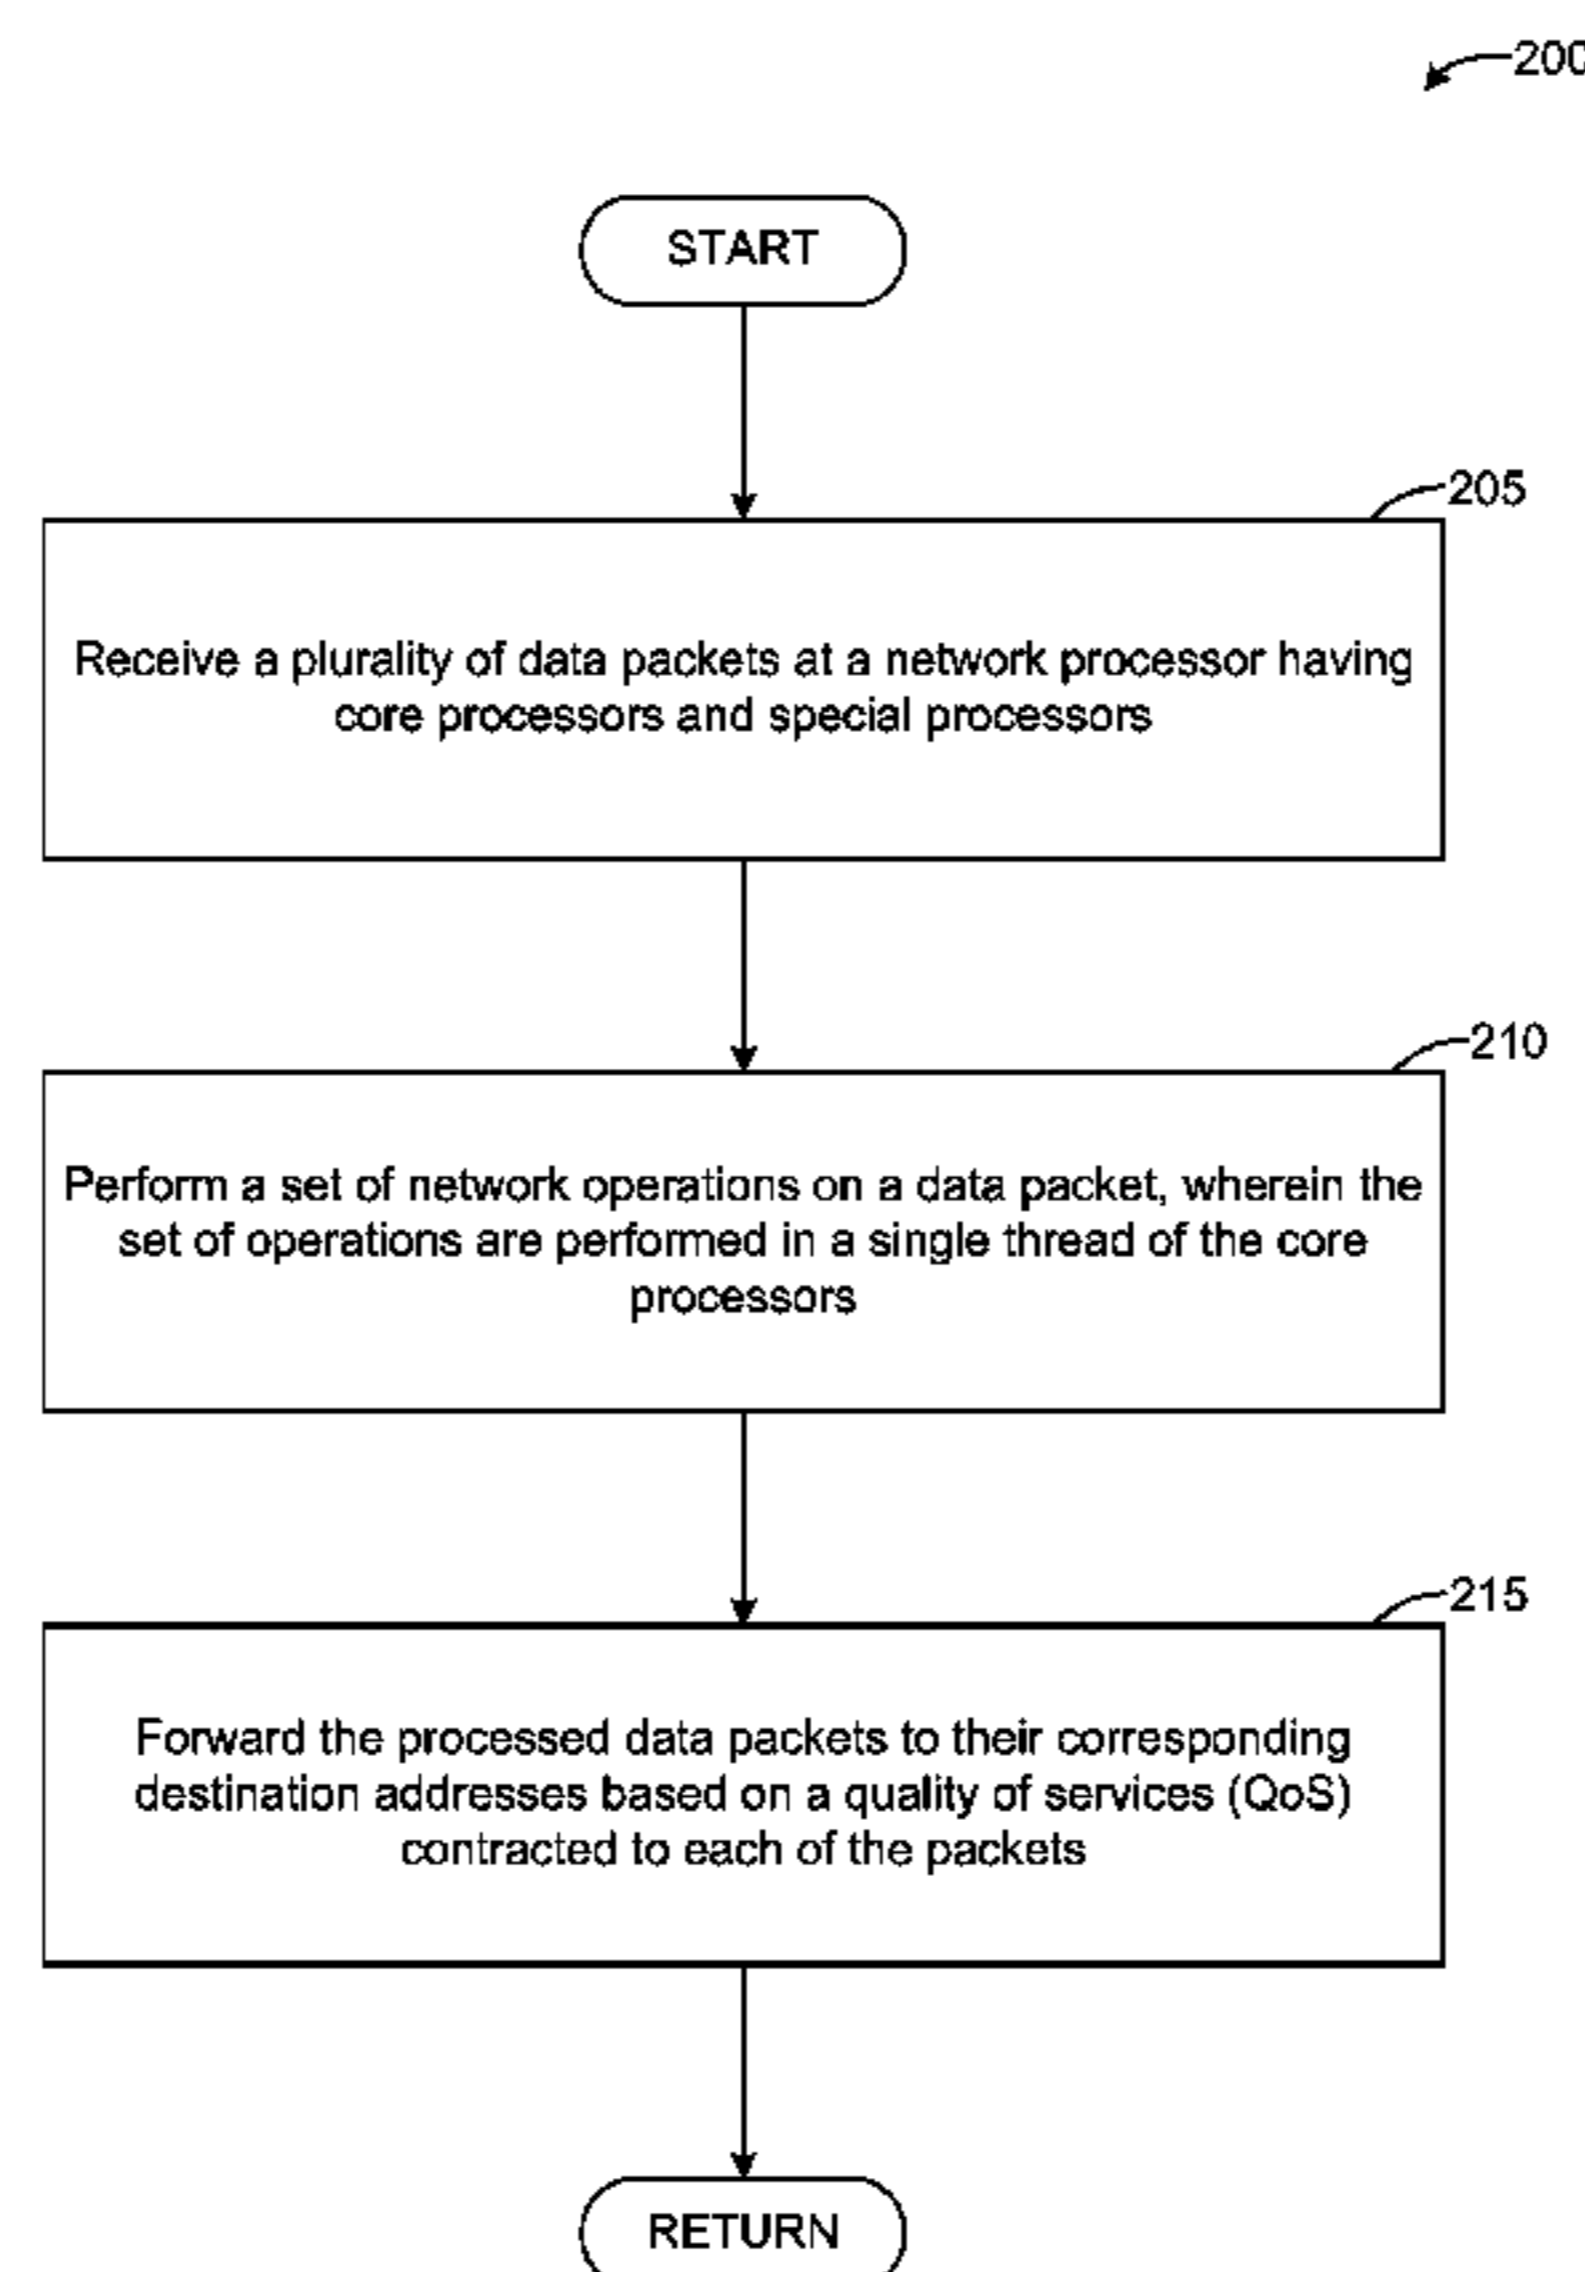 200
START
205
Receive a plurality of data packets at a network processor having
core processors and special processors
210
Perform a set of network operations on a data packet, wherein the
set of operations are performed in a single thread of the core
processors
215
Forward the processed data packets to their corresponding
destination addresses based on a quality of services (QoS)
contracted to each of the packets
RETURN